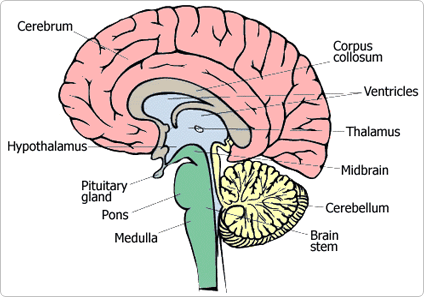 Cerebrum
Corpus
collosum
Ventricles
Thalamus
Hypothalamus
Midbrain
Pituitary
gland
Pons
Cerebellum
Medulla
Brain
stem